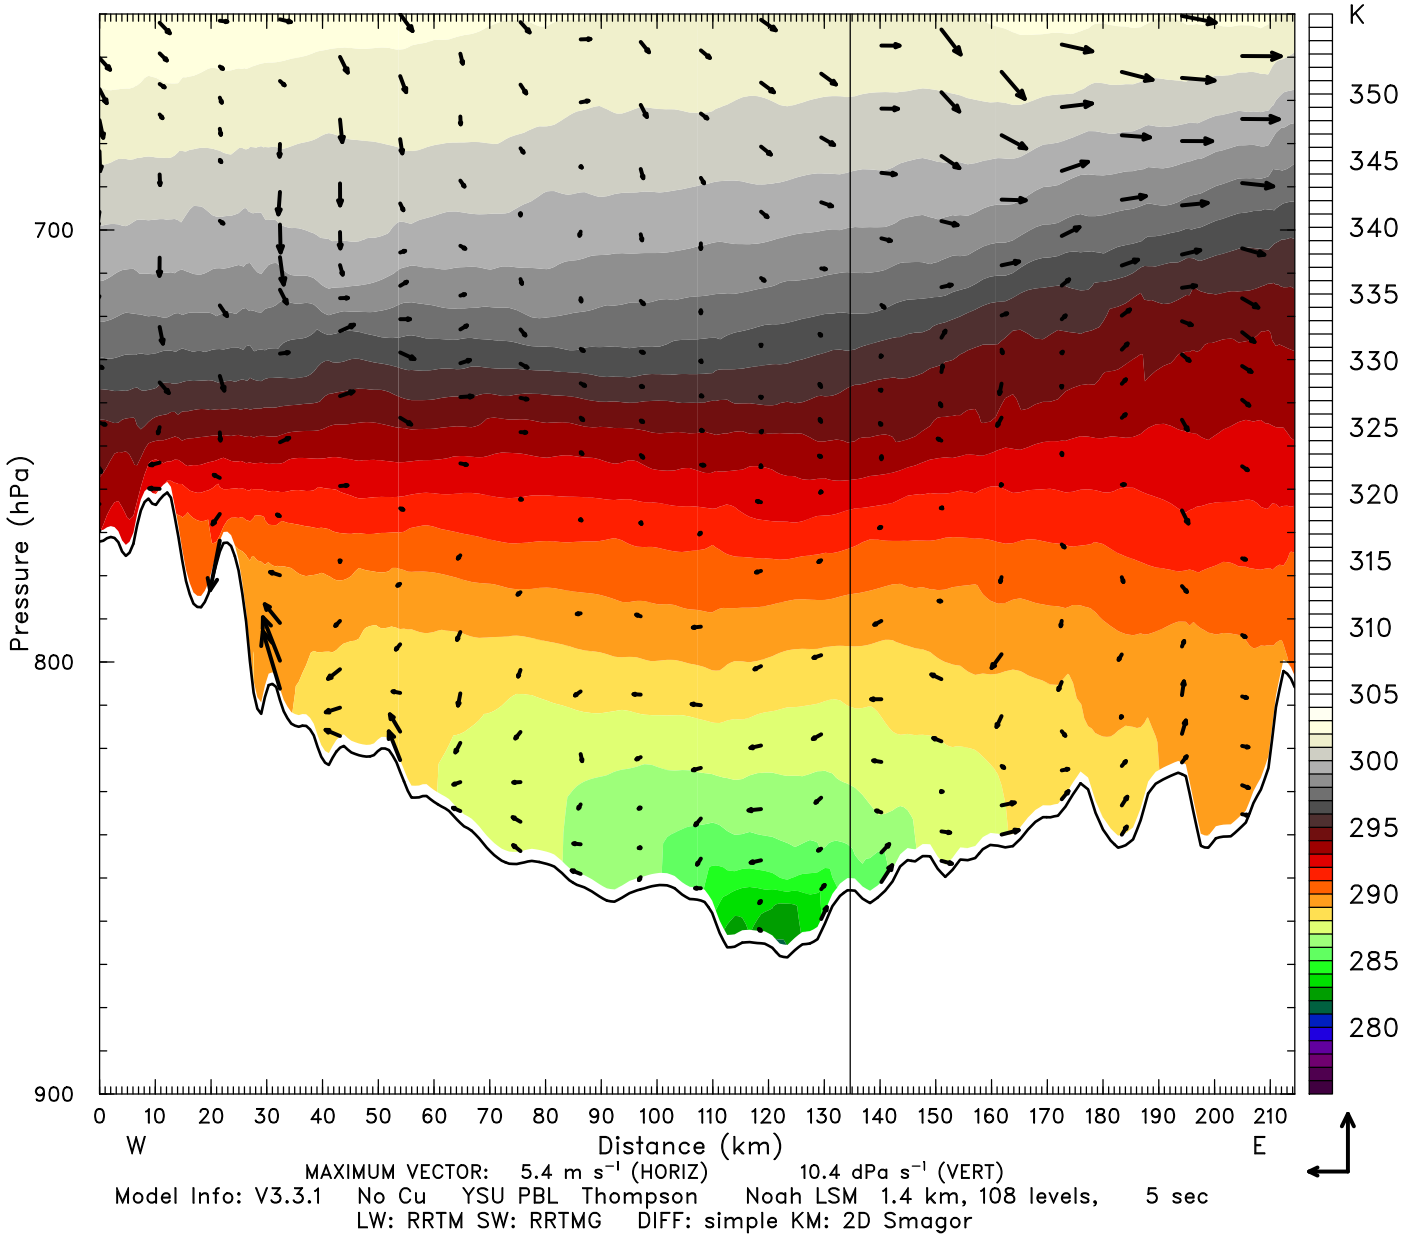 K
350
345
340
335
330
325
320
315
310
305
300
295
290
285
280
Pressure (hPa)
700
800
900
0 10 20 30 40 50 60 70 80 90 100 110 120 130 140 150 160 170 180 190 200 210
W Distance (km) E
MAXIMUM VECTOR: 5.4 m s⁻¹ (HORIZ) 10.4 dPa s⁻¹ (VERT)
Model Info: V3.3.1 No Cu YSU PBL Thompson Noah LSM 1.4 km, 108 levels, 5 sec
LW: RRTM SW: RRTMG DIFF: simple KM: 2D Smagor